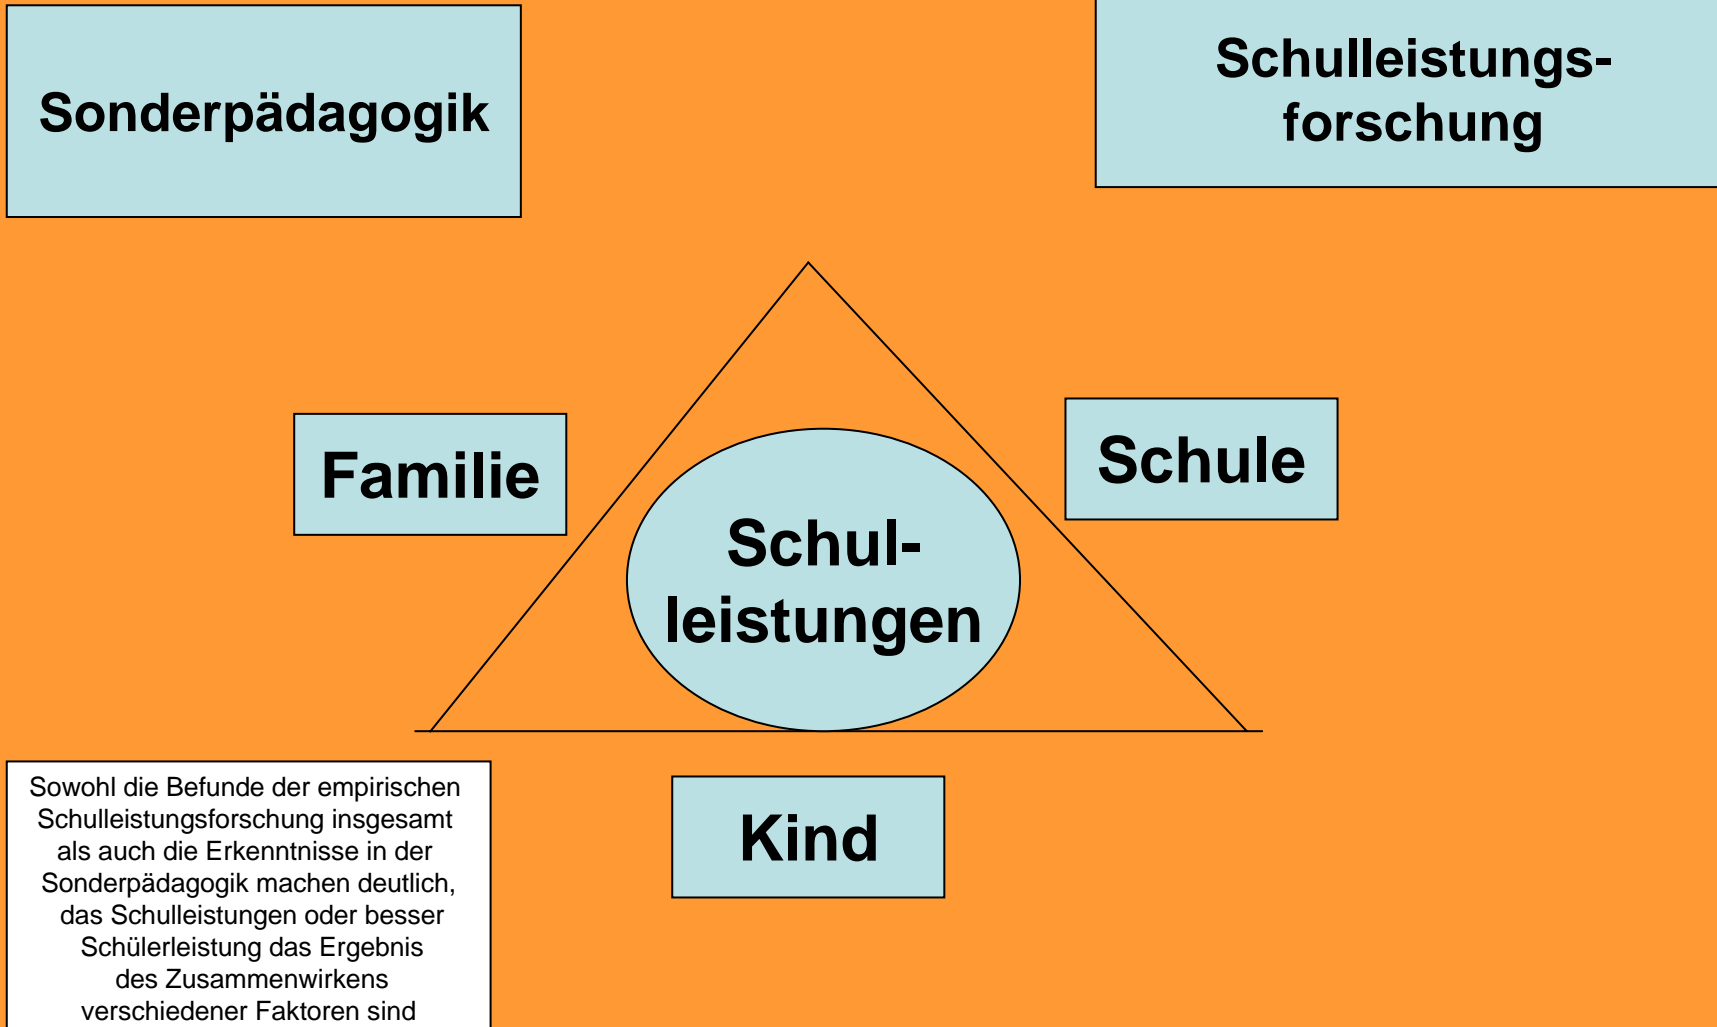 Sonderpädagogik
Schulleistungs-
forschung
Familie
Schule
Schul-
leistungen
Kind
Sowohl die Befunde der empirischen
Schulleistungsforschung insgesamt
als auch die Erkenntnisse in der
Sonderpädagogik machen deutlich,
das Schulleistungen oder besser
Schülerleistung das Ergebnis
des Zusammenwirkens
verschiedener Faktoren sind